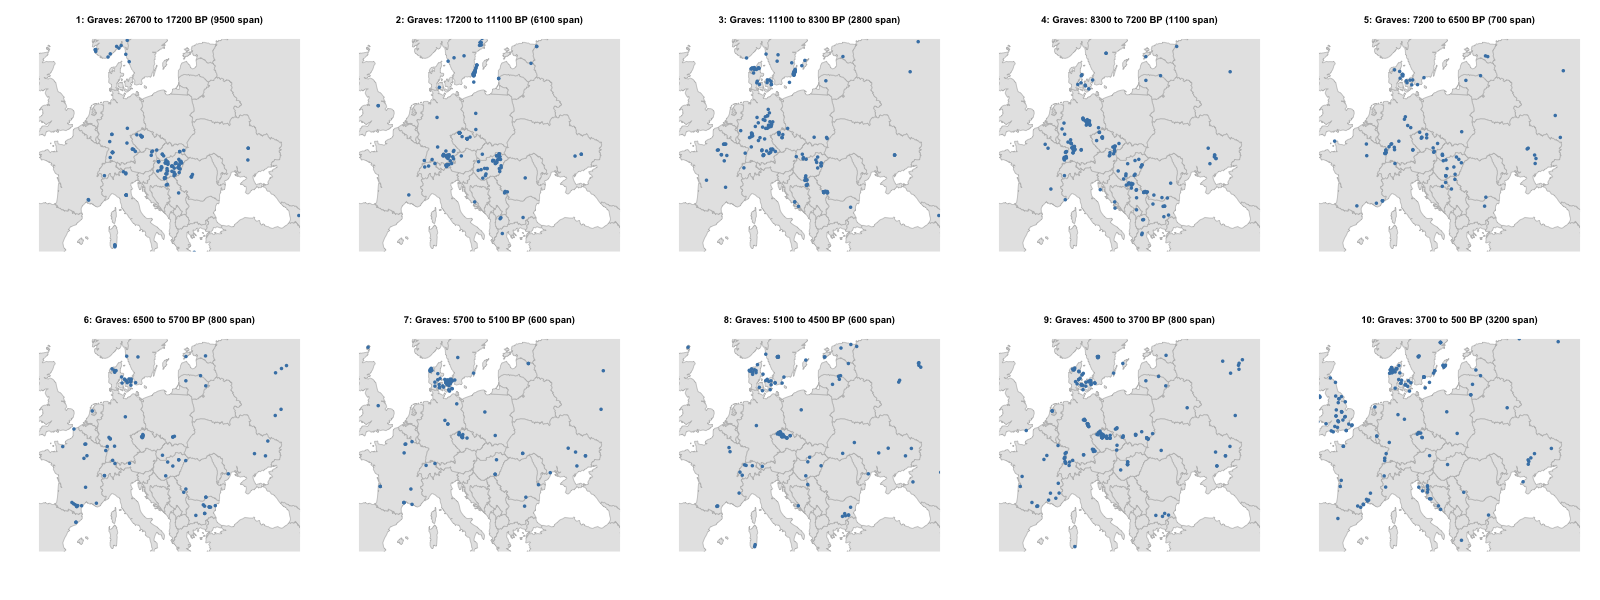 1: Graves: 26700 to 17200 BP (9500 span)
2: Graves: 17200 to 11100 BP (6100 span)
3: Graves: 11100 to 8300 BP (2800 span)
4: Graves: 8300 to 7200 BP (1100 span)
5: Graves: 7200 to 6500 BP (700 span)
6: Graves: 6500 to 5700 BP (800 span)
7: Graves: 5700 to 5100 BP (600 span)
8: Graves: 5100 to 4500 BP (600 span)
9: Graves: 4500 to 3700 BP (800 span)
10: Graves: 3700 to 500 BP (3200 span)